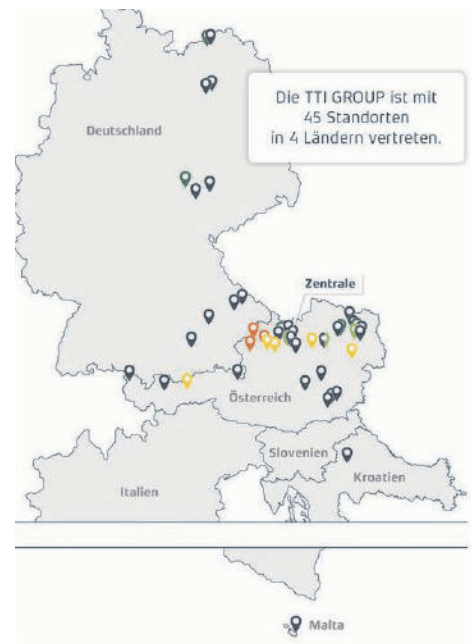 Die TTI GROUP ist mit
45 Standorten
in 4 Ländern vertreten.
Deutschland
Zentrale
Österreich
Slovenien
Kroatien
Italien
Malta